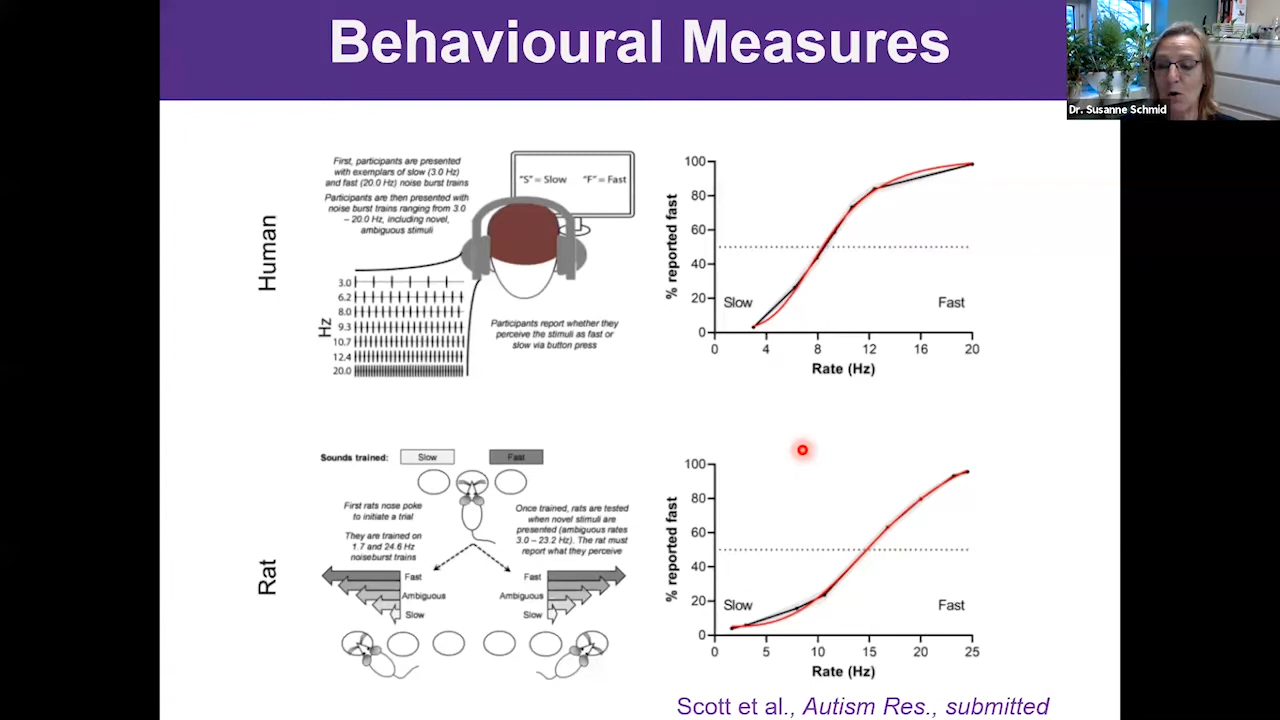 Behavioural Measures
Dr. Susanne Schmid
Human
First, participants are presented
with exemplars of slow (3.0 Hz)
and fast (20.0 Hz) noise burst trains
Participants are then presented with
noise burst trains ranging from 3.0
– 20.0 Hz, including novel,
ambiguous stimuli
"S" = Slow "F" = Fast
Hz
3.0
6.2
8.0
9.3
10.7
12.4
20.0
Participants report whether they
perceive the stimuli as fast or
slow via button press
% reported fast
100
80
60
40
20
0
Slow Fast
0 4 8 12 16 20
Rate (Hz)
Rat
Sounds trained: Slow Fast
First rats nose poke
to initiate a trial
They are trained on
1.7 and 24.6 Hz
noiseburst trains
Once trained, rats are tested
when novel stimuli are
presented (ambiguous rates
3.0 – 23.2 Hz). The rat must
report what they perceive
Fast Fast
Ambiguous Ambiguous
Slow Slow
% reported fast
100
80
60
40
20
0
Slow Fast
0 5 10 15 20 25
Rate (Hz)
Scott et al., Autism Res., submitted